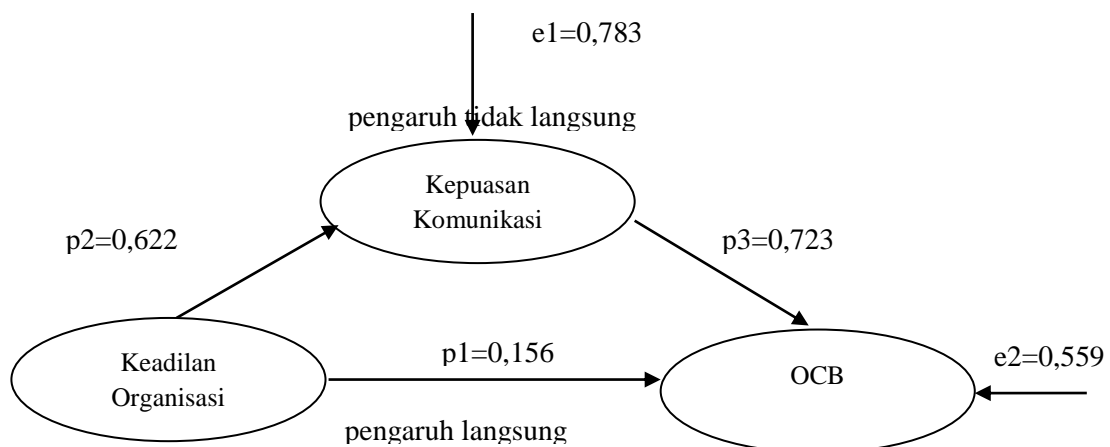 e1=0,783
pengaruh tidak langsung
Kepuasan
Komunikasi
p2=0,622
p3=0,723
Keadilan
Organisasi
p1=0,156
OCB
e2=0,559
pengaruh langsung